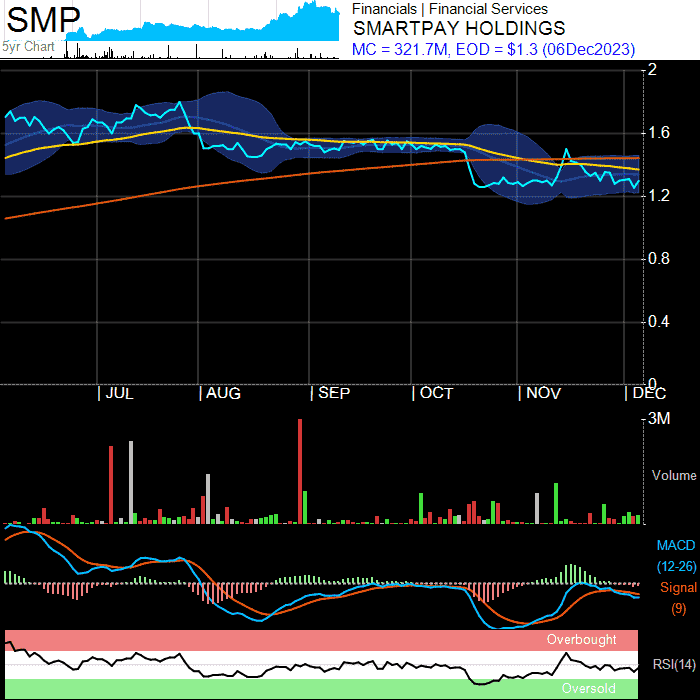 SMP
5yr Chart
Financials | Financial Services
SMARTPAY HOLDINGS
MC = 321.7M, EOD = $1.3 (06Dec2023)
2
1.6
1.2
0.8
0.4
0
| JUL | AUG | SEP | OCT | NOV | DEC
3M
Volume
MACD
(12-26)
Signal
(9)
Overbought
RSI(14)
Oversold